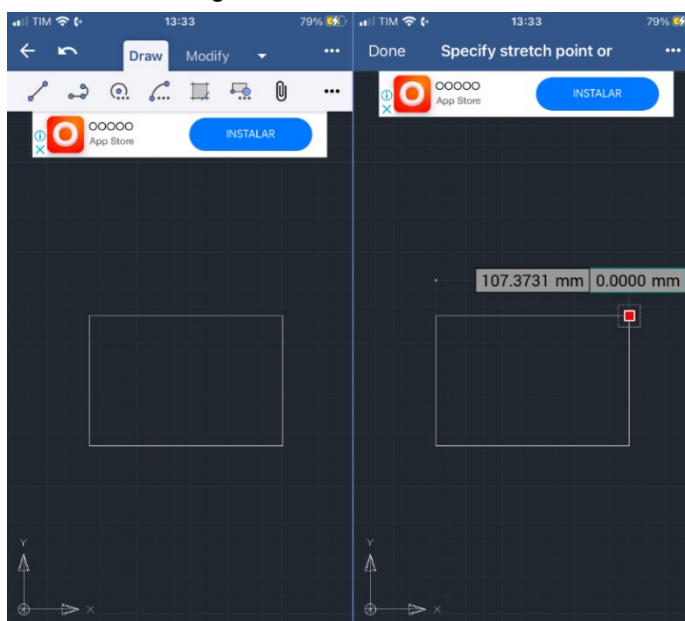 TIM 13:33 79%
Draw Modify
OOOOO
App Store
INSTALAR
Y
X
TIM 13:33 79%
Done Specify stretch point or
OOOOO
App Store
INSTALAR
107.3731 mm 0.0000 mm
Y
X